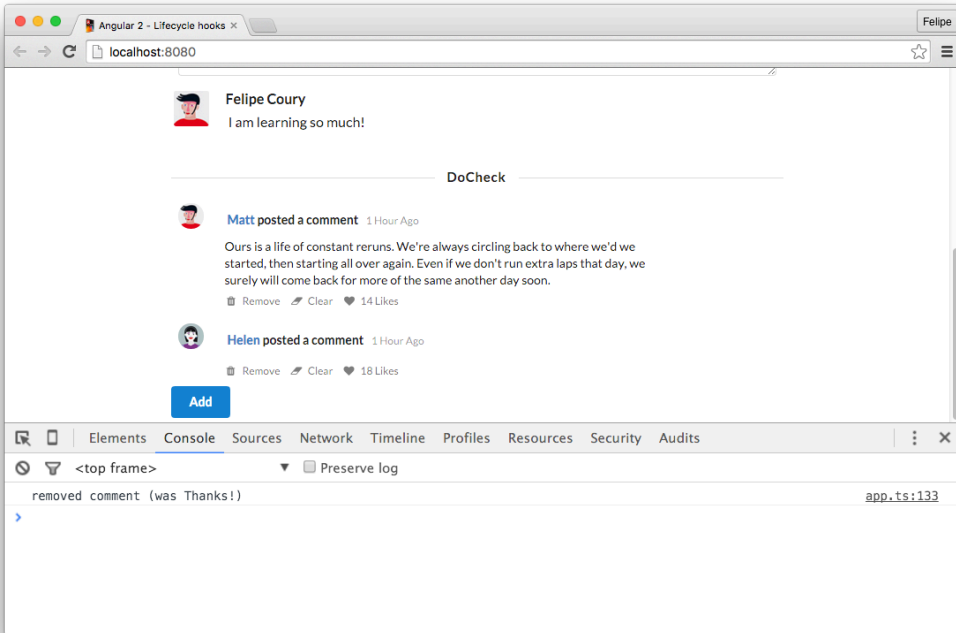 Angular 2 - Lifecycle hooks ×
Felipe
localhost:8080
Felipe Coury
I am learning so much!
DoCheck
Matt posted a comment 1 Hour Ago
Ours is a life of constant reruns. We're always circling back to where we'd we
started, then starting all over again. Even if we don't run extra laps that day, we
surely will come back for more of the same another day soon.
Remove Clear 14 Likes
Helen posted a comment 1 Hour Ago
Remove Clear 18 Likes
Add
Elements Console Sources Network Timeline Profiles Resources Security Audits
<top frame> ▼ Preserve log
removed comment (was Thanks!) app.ts:133